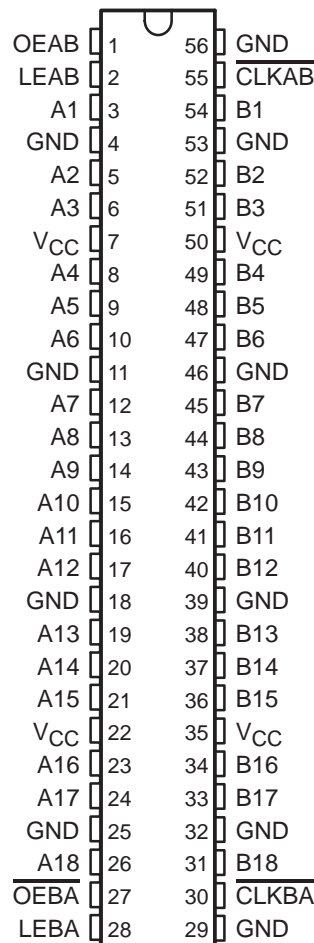 OEAB 1 56 GND
LEAB 2 55 C̅L̅K̅A̅B̅
A1 3 54 B1
GND 4 53 GND
A2 5 52 B2
A3 6 51 B3
VCC 7 50 VCC
A4 8 49 B4
A5 9 48 B5
A6 10 47 B6
GND 11 46 GND
A7 12 45 B7
A8 13 44 B8
A9 14 43 B9
A10 15 42 B10
A11 16 41 B11
A12 17 40 B12
GND 18 39 GND
A13 19 38 B13
A14 20 37 B14
A15 21 36 B15
VCC 22 35 VCC
A16 23 34 B16
A17 24 33 B17
GND 25 32 GND
A18 26 31 B18
O̅E̅B̅A̅ 27 30 C̅L̅K̅B̅A̅
LEBA 28 29 GND